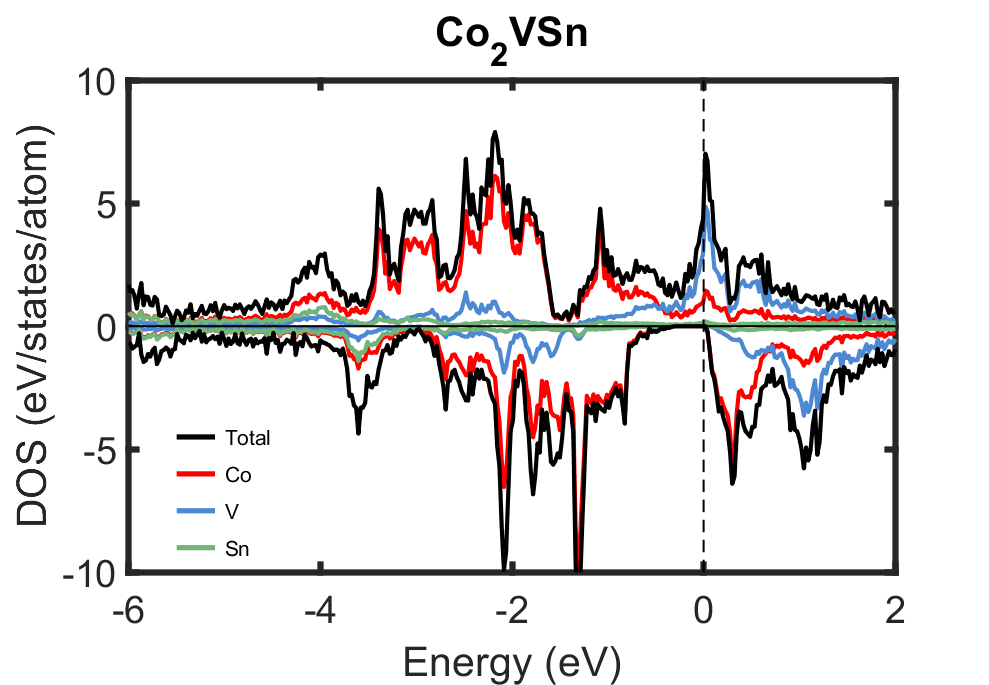 Co₂VSn
10
5
0
-5
-10
DOS (eV/states/atom)
Total
Co
V
Sn
-6 -4 -2 0 2
Energy (eV)